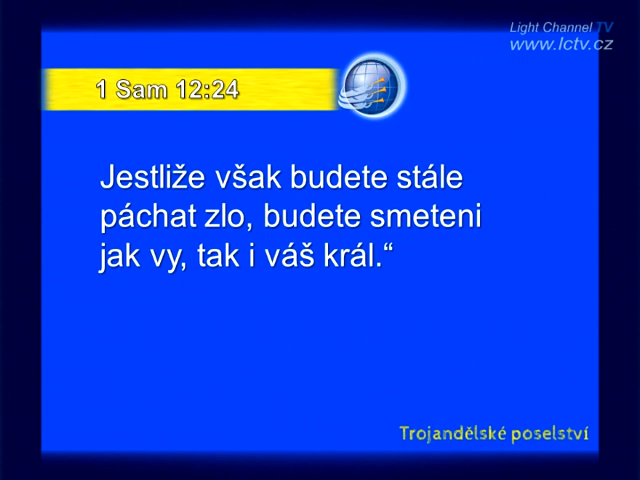 Light Channel TV
www.lctv.cz
1 Sam 12:24
Jestliže však budete stále
páchat zlo, budete smeteni
jak vy, tak i váš král.“
Trojandělské poselství